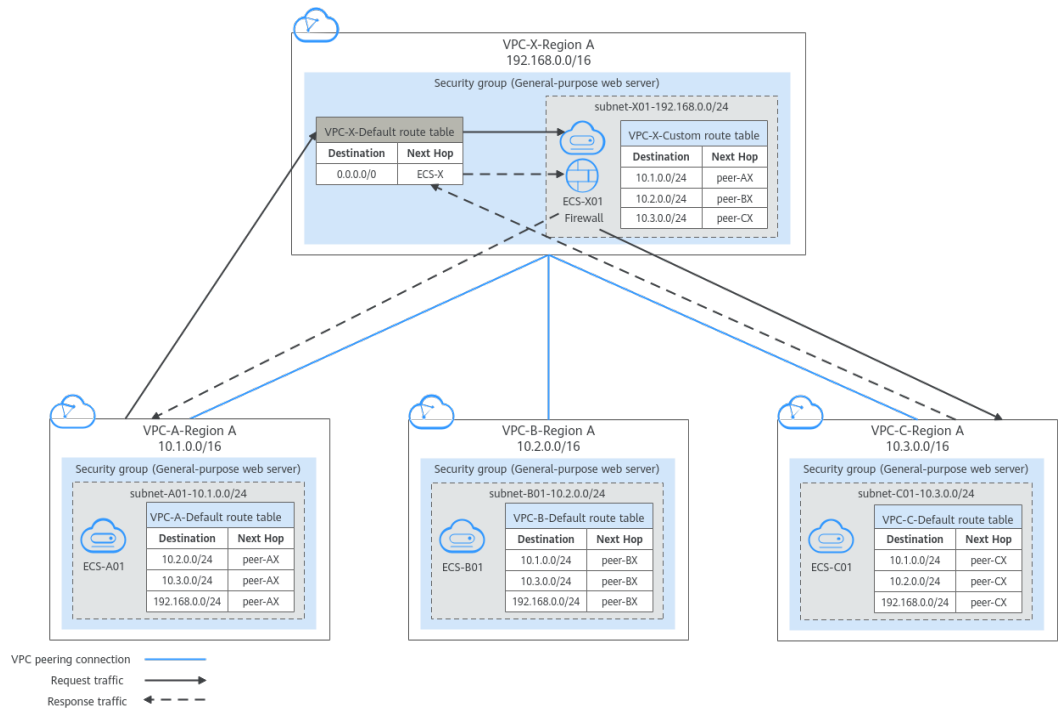 VPC-X-Region A
192.168.0.0/16
Security group (General-purpose web server)
subnet-X01-192.168.0.0/24
VPC-X-Default route table
Destination Next Hop
0.0.0.0/0 ECS-X
ECS-X01
Firewall
VPC-X-Custom route table
Destination Next Hop
10.1.0.0/24 peer-AX
10.2.0.0/24 peer-BX
10.3.0.0/24 peer-CX
VPC-A-Region A
10.1.0.0/16
Security group (General-purpose web server)
subnet-A01-10.1.0.0/24
ECS-A01
VPC-A-Default route table
Destination Next Hop
10.2.0.0/24 peer-AX
10.3.0.0/24 peer-AX
192.168.0.0/24 peer-AX
VPC-B-Region A
10.2.0.0/16
Security group (General-purpose web server)
subnet-B01-10.2.0.0/24
ECS-B01
VPC-B-Default route table
Destination Next Hop
10.1.0.0/24 peer-BX
10.3.0.0/24 peer-BX
192.168.0.0/24 peer-BX
VPC-C-Region A
10.3.0.0/16
Security group (General-purpose web server)
subnet-C01-10.3.0.0/24
ECS-C01
VPC-C-Default route table
Destination Next Hop
10.1.0.0/24 peer-CX
10.2.0.0/24 peer-CX
192.168.0.0/24 peer-CX
VPC peering connection
Request traffic
Response traffic